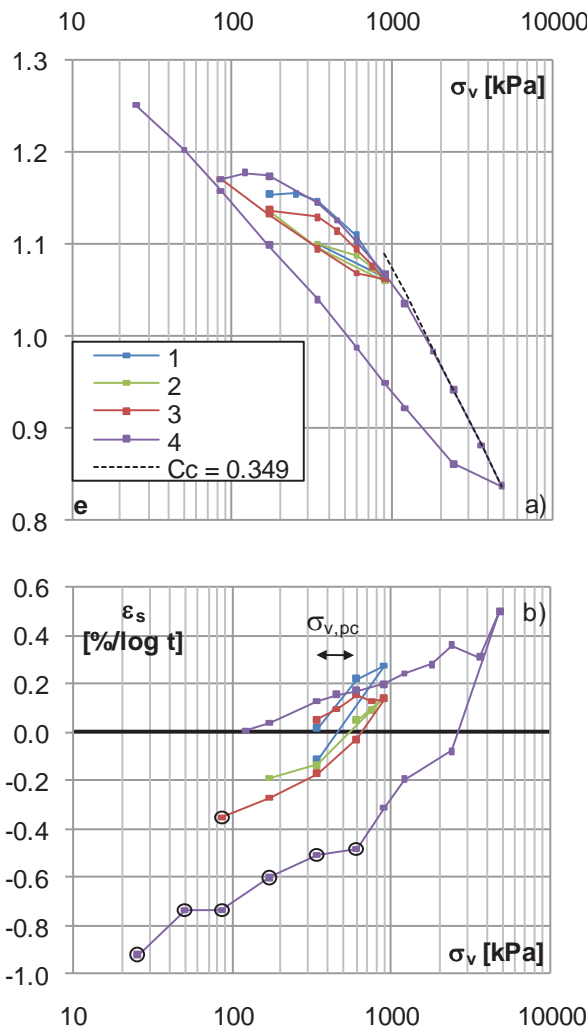 10 100 1000 10000
1.3
σv [kPa]
1.2
1.1
1.0
0.9
0.8
1
2
3
4
Cc = 0.349
e
a)
0.6
0.4
0.2
0.0
-0.2
-0.4
-0.6
-0.8
-1.0
εs
[%/log t]
σv,pc
b)
σv [kPa]
10 100 1000 10000